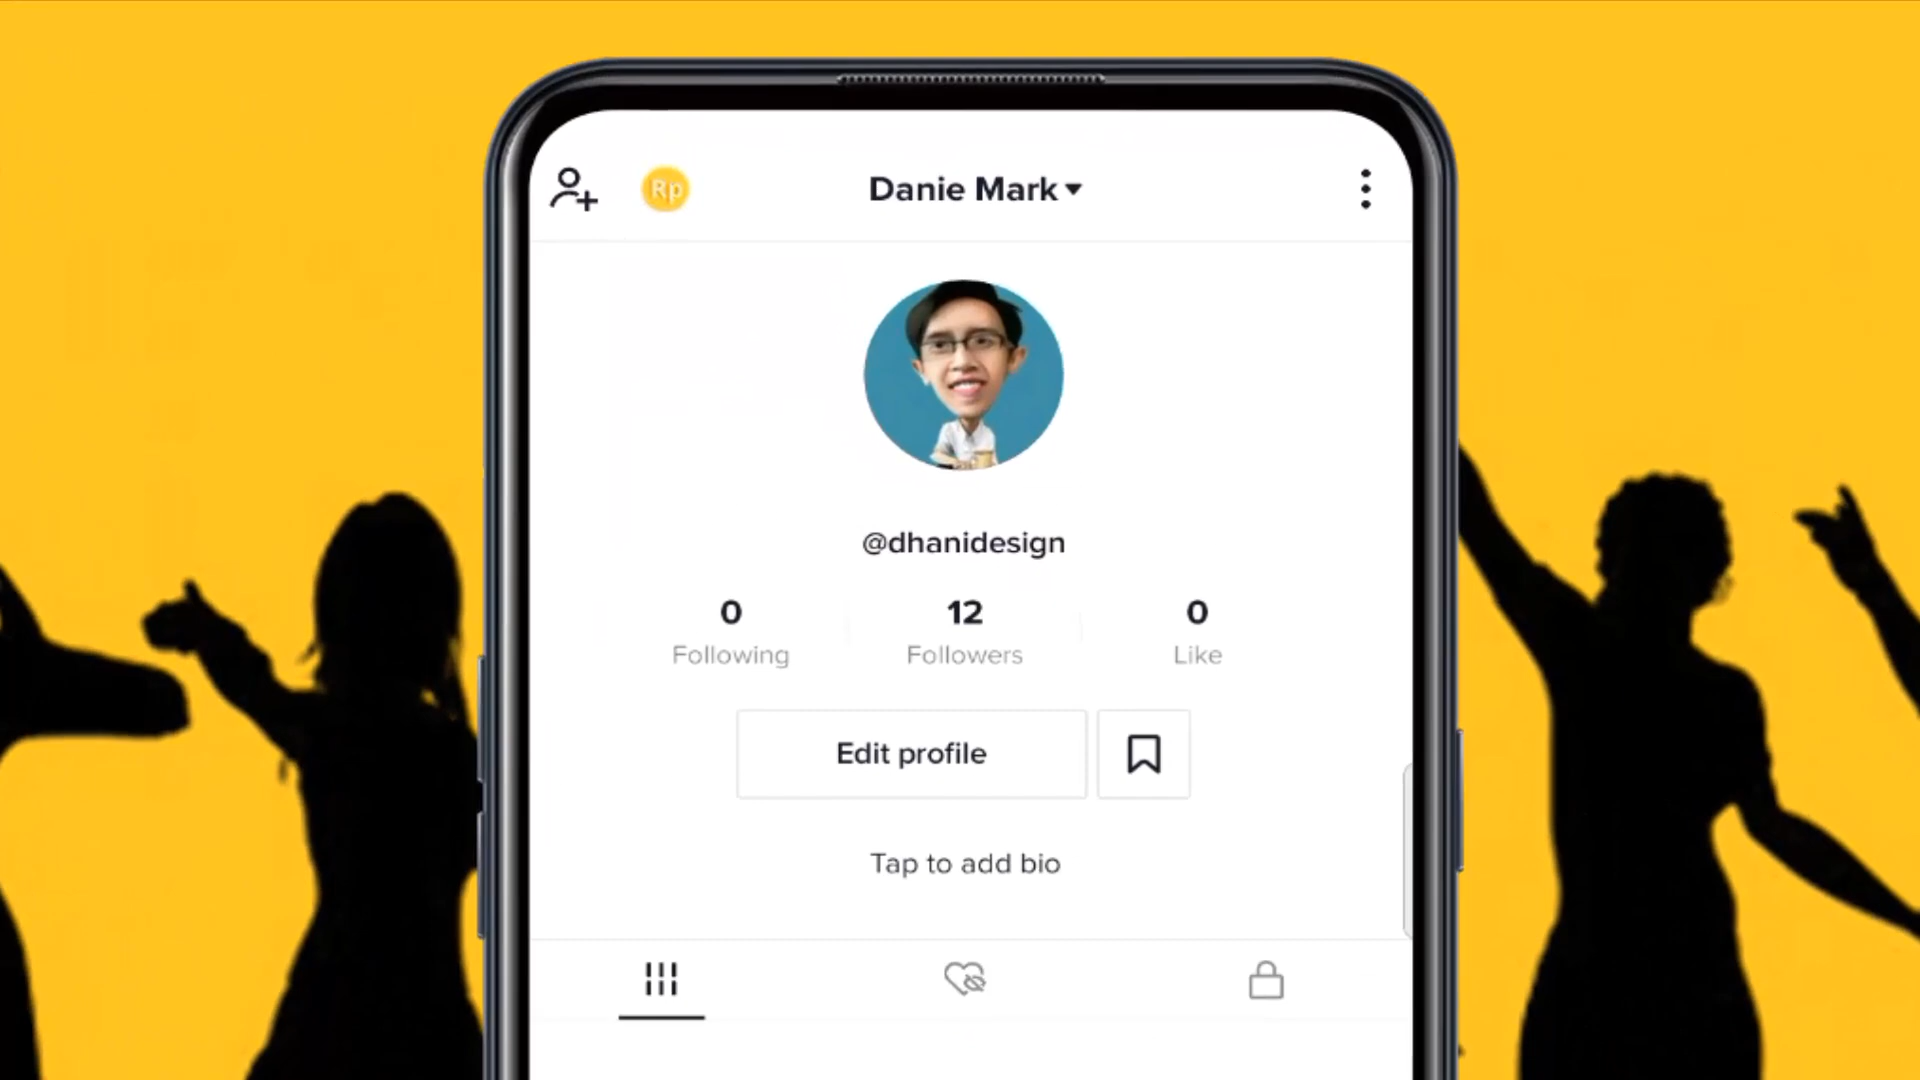 Rp
Danie Mark
@dhanidesign
0 12 0
Following Followers Like
Edit profile
Tap to add bio